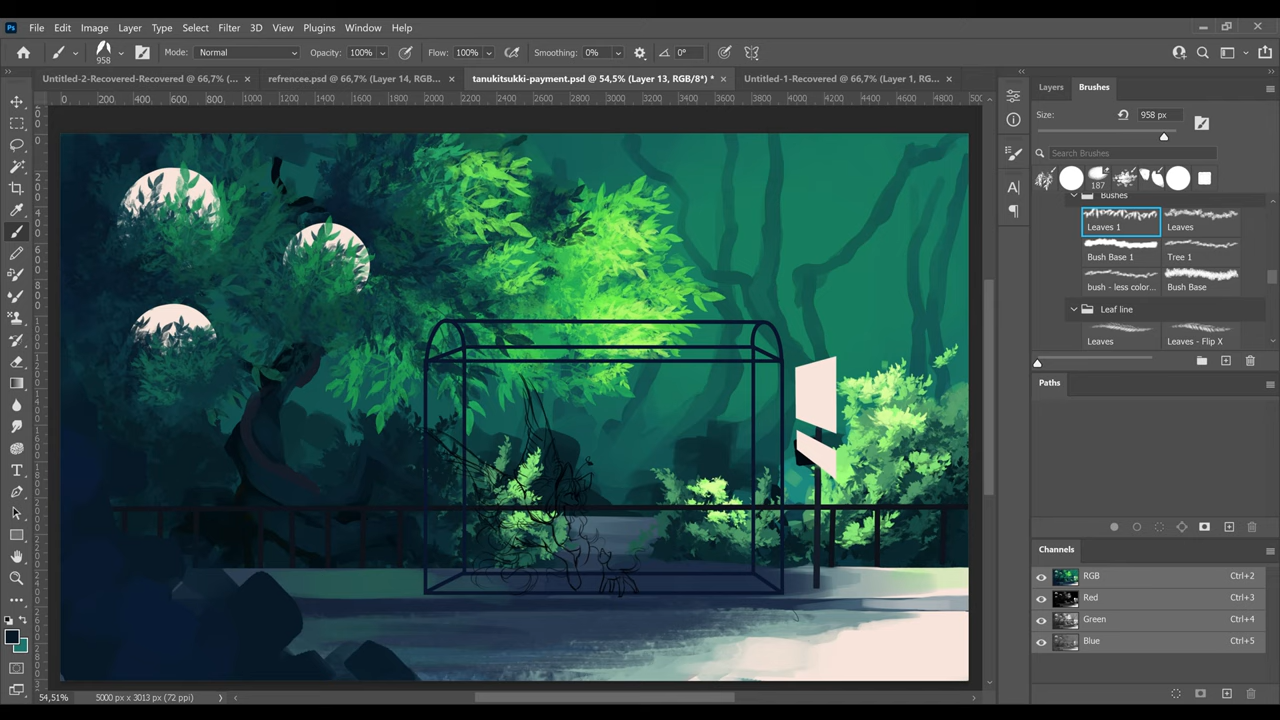 Ps File Edit Image Layer Type Select Filter 3D View Plugins Window Help
958 Mode: Normal Opacity: 100% Flow: 100% Smoothing: 0% 0°
Untitled-2-Recovered-Recovered @ 66,7% (... × refrencee.psd @ 66,7% (Layer 14, RGB... × tanukitsukki-payment.psd @ 54,5% (Layer 13, RGB/8*) * × Untitled-1-Recovered @ 66,7% (Layer 1, RG... ×
0 200 400 600 800 1000 1200 1400 1600 1800 2000 2200 2400 2600 2800 3000 3200 3400 3600 3800 4000 4200 4400 4600 4800 500
Layers Brushes
Size: 958 px
Search Brushes
187
Bushes
Leaves 1 Leaves
Bush Base 1 Tree 1
bush - less color... Bush Base
Leaf line
Leaves Leaves - Flip X
Paths
Channels
RGB Ctrl+2
Red Ctrl+3
Green Ctrl+4
Blue Ctrl+5
54,51% 5000 px x 3013 px (72 ppi)